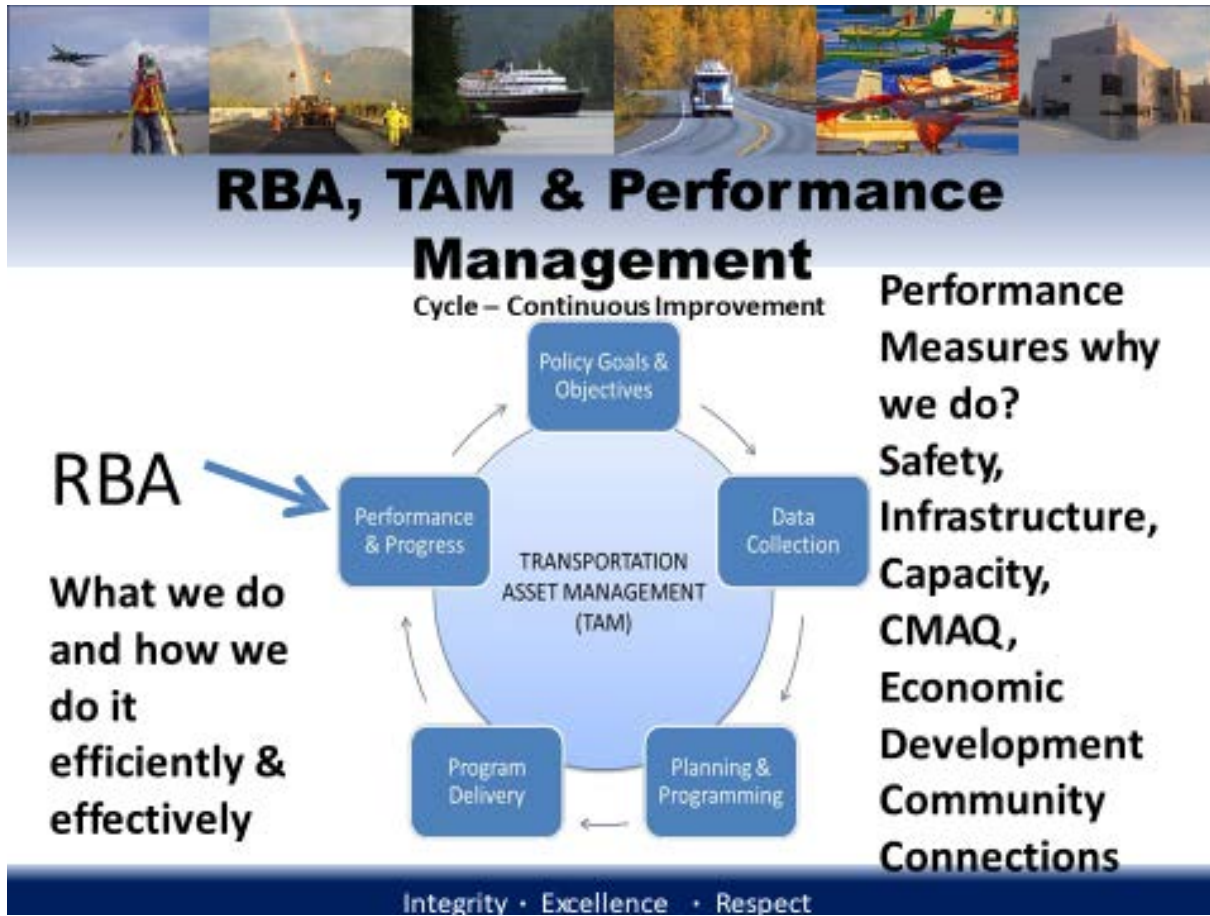 RBA, TAM & Performance
Management
Cycle – Continuous Improvement
Policy Goals &
Objectives
Data
Collection
Planning &
Programming
Program
Delivery
Performance
& Progress
TRANSPORTATION
ASSET MANAGEMENT
(TAM)
RBA
What we do
and how we
do it
efficiently &
effectively
Performance
Measures why
we do?
Safety,
Infrastructure,
Capacity,
CMAQ,
Economic
Development
Community
Connections
Integrity · Excellence · Respect